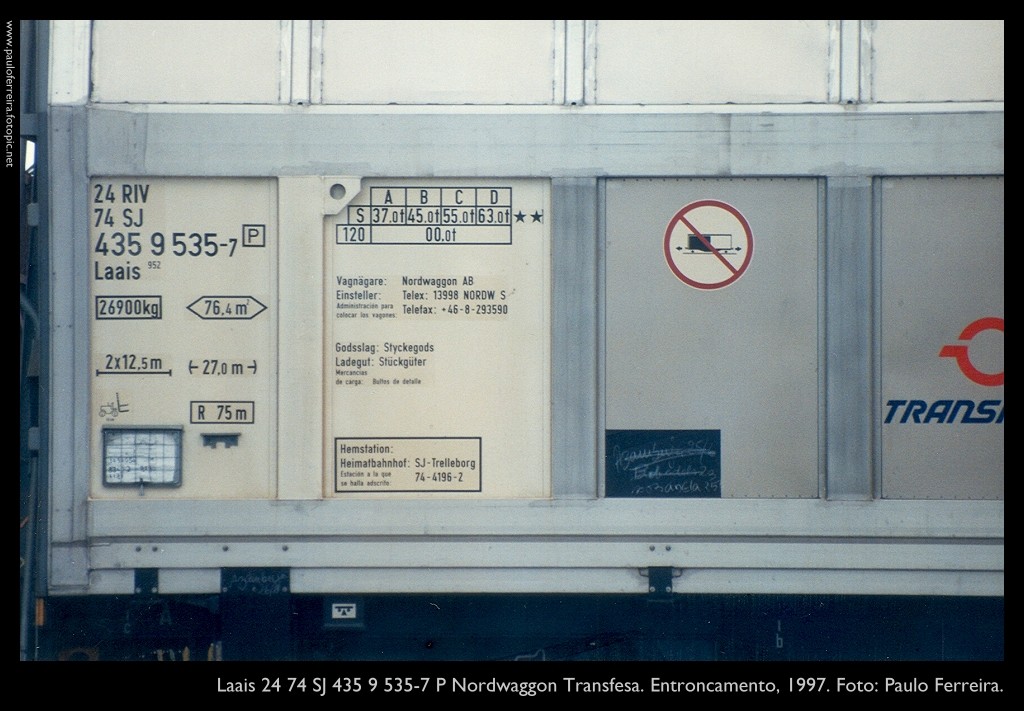 www.pauloferreira.fotopic.net
24 RIV
74 SJ
435 9 535-7 P
Laais 952
26900kg 76,4 m²
2x12,5m 27,0 m
R 75 m
A B C D
S 37,0t 45,0t 55,0t 63,0t ★★
120 00,0t
Vagnägare: Nordwaggon AB
Einsteller: Telex: 13998 NORDW S
Administración para Telefax: +46-8-293590
colocar los vagones:
Godsslag: Styckegods
Ladegut: Stückgüter
Mercancias
de carga: Bultos de detalle
Hemstation:
Heimatbahnhof: SJ-Trelleborg
Estación a la que 74-4196-2
se halla adscrito:
TRANS
Laais 24 74 SJ 435 9 535-7 P Nordwaggon Transfesa. Entroncamento, 1997. Foto: Paulo Ferreira.